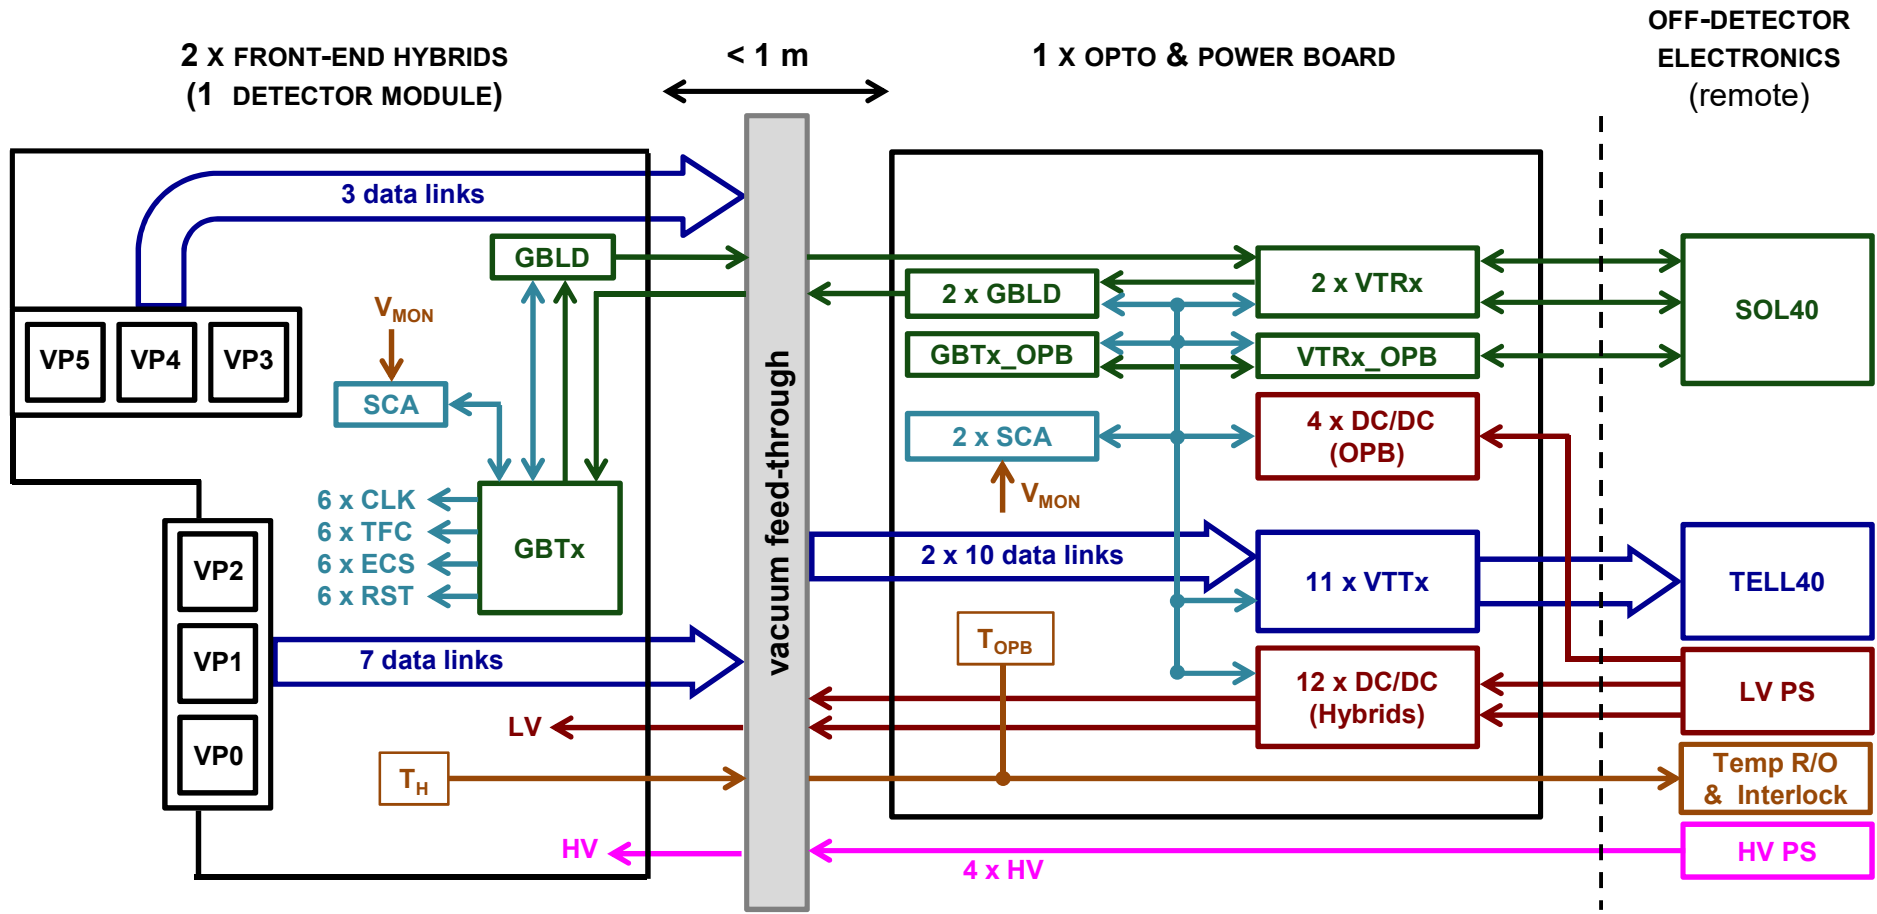 2 X FRONT-END HYBRIDS
(1 DETECTOR MODULE)
< 1 m
1 X OPTO & POWER BOARD
OFF-DETECTOR
ELECTRONICS
(remote)
3 data links
GBLD
VMON
VP5
VP4
VP3
SCA
6 x CLK
6 x TFC
6 x ECS
6 x RST
GBTx
VP2
VP1
VP0
7 data links
LV
TH
HV
vacuum feed-through
2 x GBLD
2 x VTRx
GBTx_OPB
VTRx_OPB
2 x SCA
4 x DC/DC
(OPB)
VMON
2 x 10 data links
11 x VTTx
TOPB
12 x DC/DC
(Hybrids)
4 x HV
SOL40
TELL40
LV PS
Temp R/O
& Interlock
HV PS